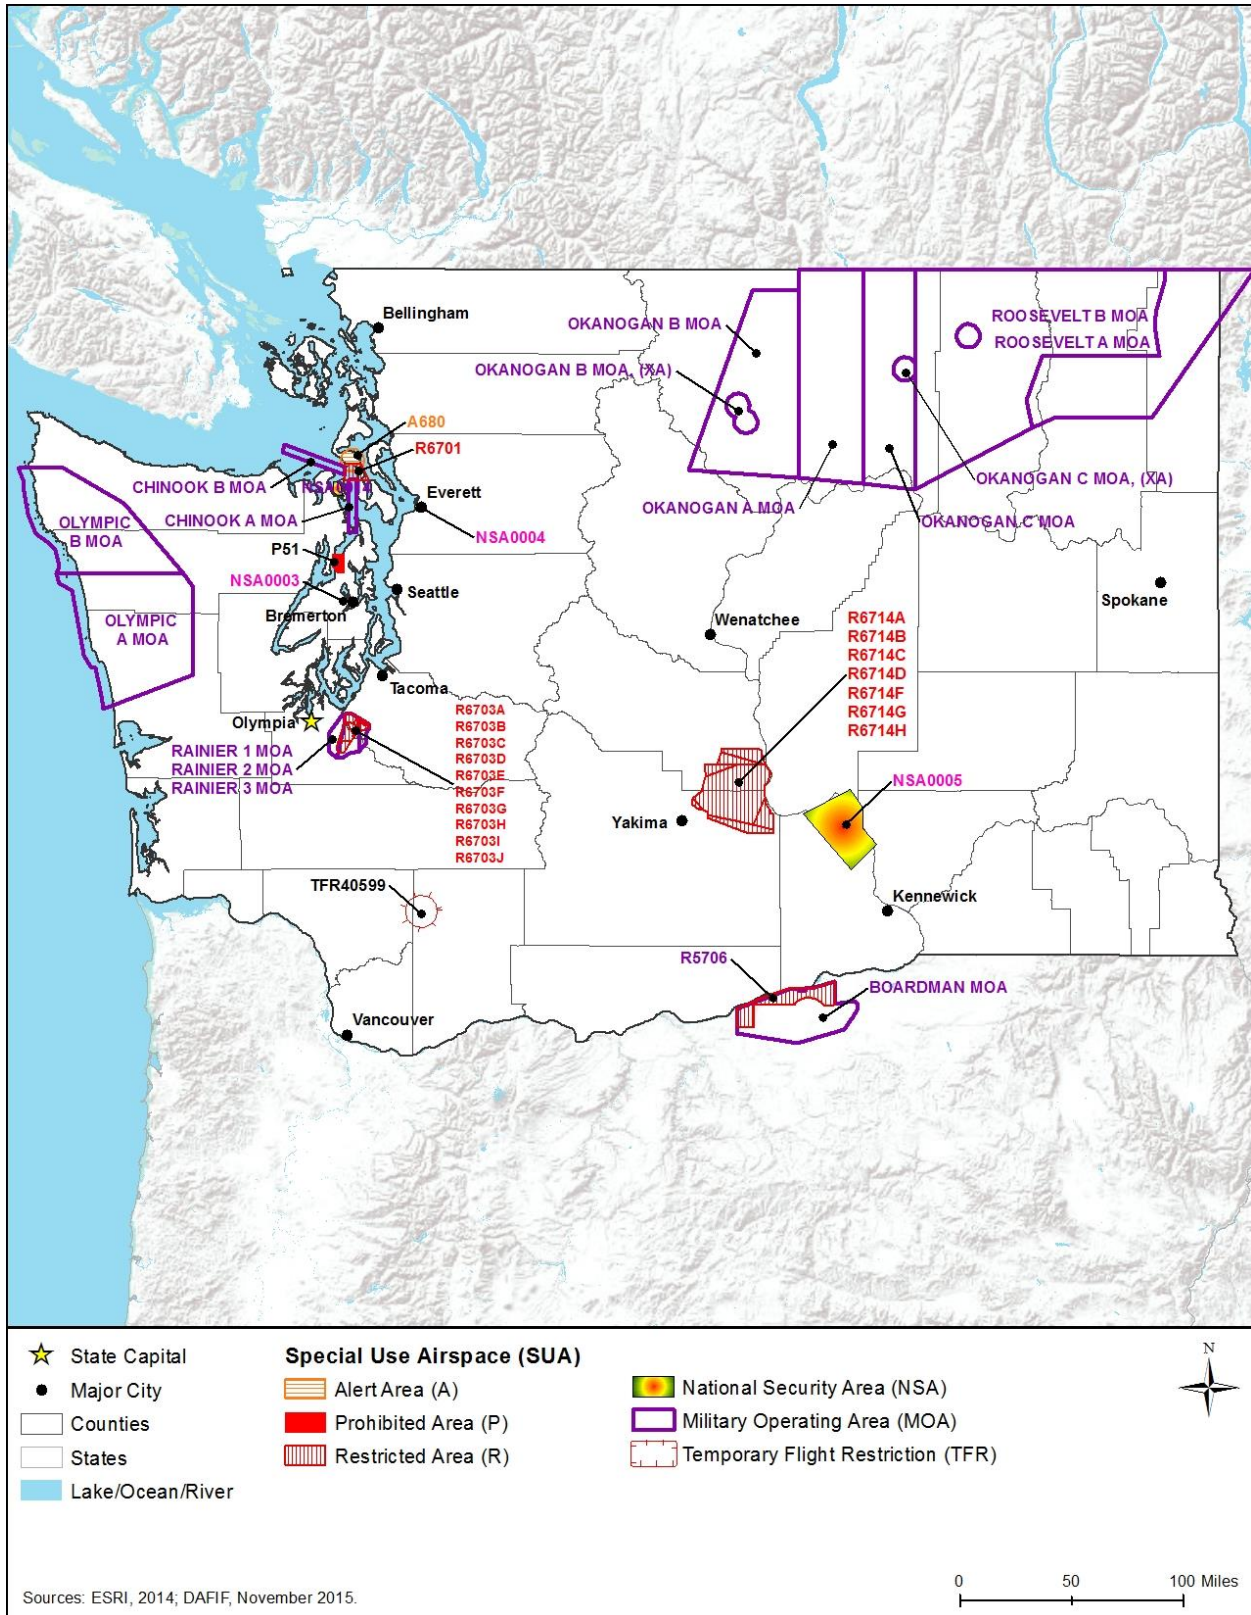 Bellingham
OKANOGAN B MOA
ROOSEVELT B MOA
ROOSEVELT A MOA
OKANOGAN B MOA, (XA)
A680
R6701
CHINOOK B MOA
Everett
OKANOGAN C MOA, (XA)
OKANOGAN A MOA
OKANOGAN C MOA
CHINOOK A MOA
OLYMPIC
B MOA
NSA0004
P51
NSA0003
Seattle
Spokane
Bremerton
OLYMPIC
A MOA
Wenatchee
R6714A
R6714B
R6714C
R6714D
R6714F
R6714G
R6714H
Tacoma
Olympia
R6703A
R6703B
R6703C
R6703D
R6703E
R6703F
R6703G
R6703H
R6703I
R6703J
RAINIER 1 MOA
RAINIER 2 MOA
RAINIER 3 MOA
NSA0005
Yakima
TFR40599
Kennewick
R5706
BOARDMAN MOA
Vancouver
State Capital
Major City
Counties
States
Lake/Ocean/River
Special Use Airspace (SUA)
Alert Area (A)
Prohibited Area (P)
Restricted Area (R)
National Security Area (NSA)
Military Operating Area (MOA)
Temporary Flight Restriction (TFR)
N
0 50 100 Miles
Sources: ESRI, 2014; DAFIF, November 2015.